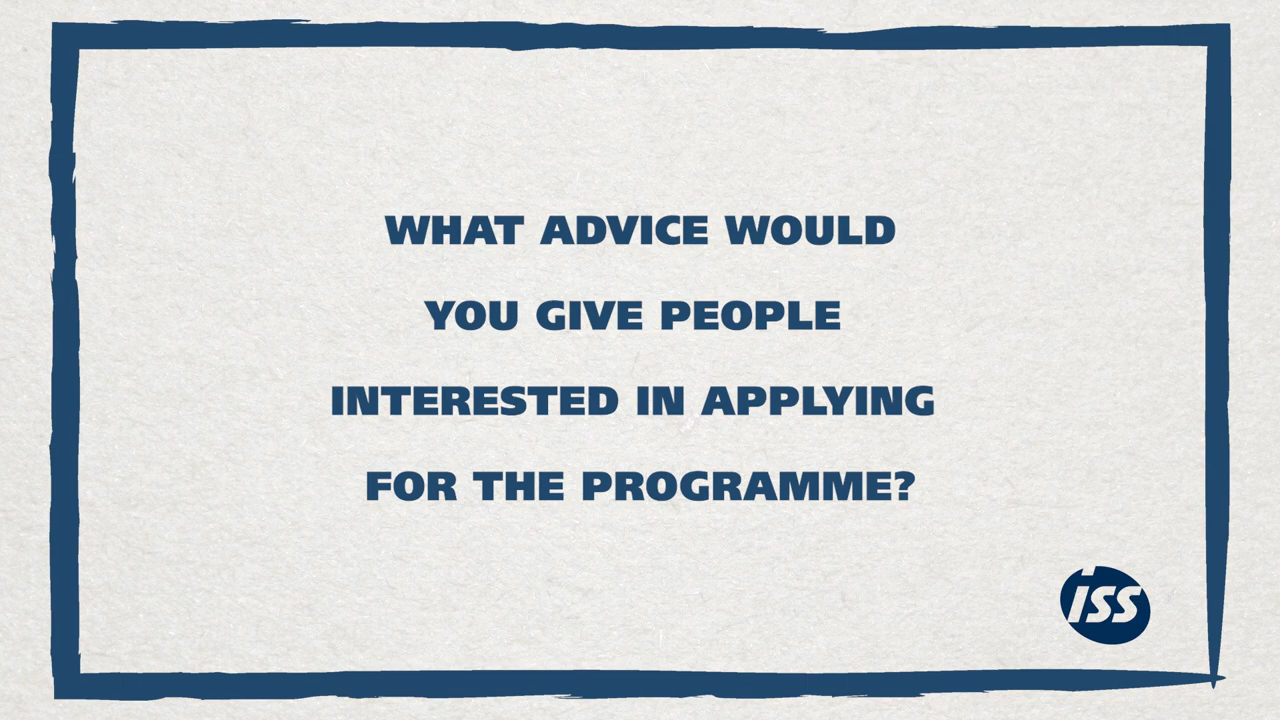 WHAT ADVICE WOULD
YOU GIVE PEOPLE
INTERESTED IN APPLYING
FOR THE PROGRAMME?
ISS